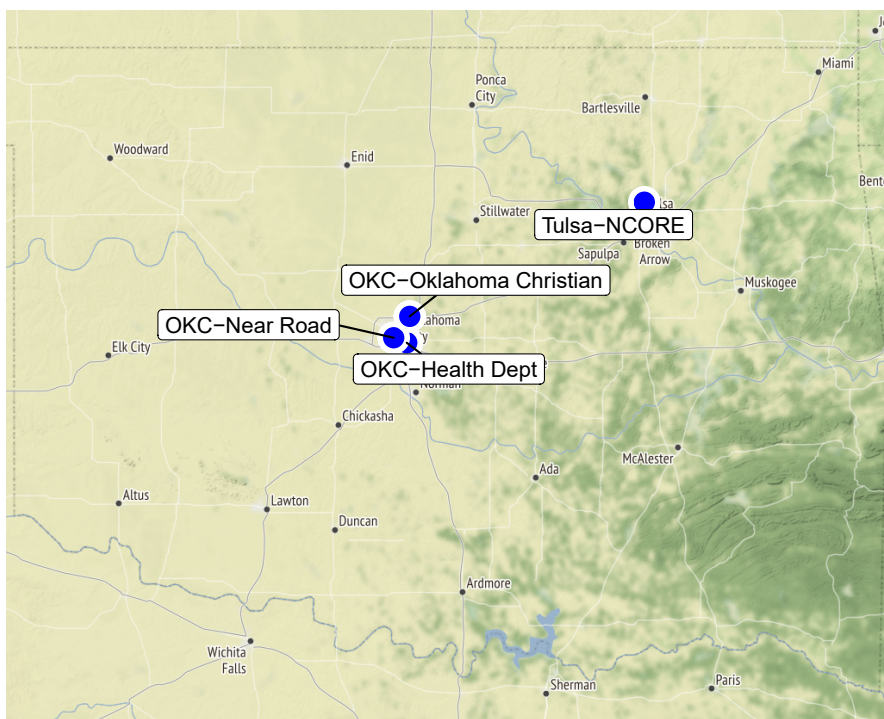 Miami
Ponca
City
Bartlesville
Woodward
Enid
Stillwater
Tulsa−NCORE
Sapulpa
Broken
Arrow
OKC−Oklahoma Christian
Muskogee
OKC−Near Road
Elk City
OKC−Health Dept
Norman
Chickasha
McAlester
Ada
Altus
Lawton
Duncan
Ardmore
Wichita
Falls
Sherman
Paris